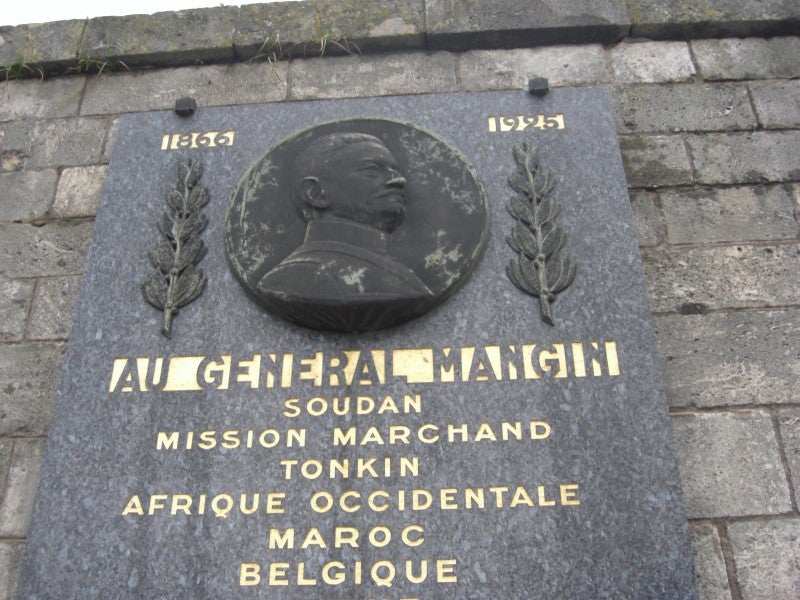 1866 1925
AU GENERAL MANGIN
SOUDAN
MISSION MARCHAND
TONKIN
AFRIQUE OCCIDENTALE
MAROC
BELGIQUE